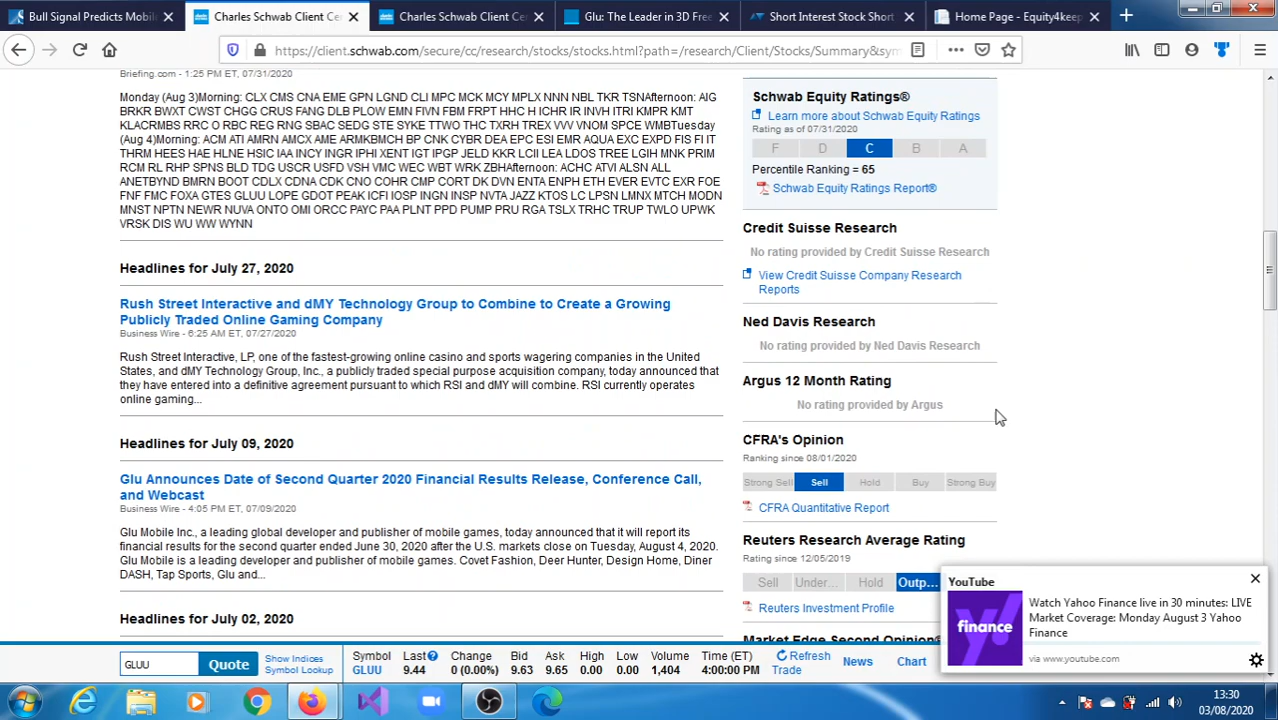 Bull Signal Predicts Mobil
Charles Schwab Client Ce
Charles Schwab Client Ce
Glu: The Leader in 3D Free
Short Interest Stock Short
Home Page - Equity4keep
https://client.schwab.com/secure/cc/research/stocks/stocks.html?path=/research/Client/Stocks/Summary&sym
Briefing.com - 1:25 PM ET, 07/31/2020
Monday (Aug 3)Morning: CLX CMS CNA EME GPN LGND CLI MPC MCK MCY MPLX NNN NBL TKR TSNAfternoon: AIG
BRKR BWXT CWST CHGG CRUS FANG DLB PLOW EMN FIVN FBM FRPT HHC H ICHR IR INVH ITRI KMPR KMT
KLACRMBS RRC O RBC REG RNG SBAC SEDG STE SYKE TTWO THC TXRH TREX VVV VNOM SPCE WMBTuesday
(Aug 4)Morning: ACM ATI AMRN AMCX AME ARMKBMCH BP CNK CYBR DEA EPC ESI EMR AQUA EXC EXPD FIS FI IT
THRM HEES HAE HLNE HSIC IAA INCY INGR IPHI XENT IGT IPGP JELD KKR LCII LEA LDOS TREE LGIH MNK PRIM
RCM RL RHP SPNS BLD TDG USCR USFD VSH VMC WEC WBT WRK ZBHAfternoon: ACHC ATVI ALSN ALL
ANETBYND BMRN BOOT CDLX CDNA CDK CNO COHR CMP CORT DK DVN ENTA ENPH ETH EVER EVTC EXR FOE
FNF FMC FOXA GTES GLUU LOPE GDOT PEAK ICFI IOSP INGN INSP NVTA JAZZ KTOS LC LPSN LMNX MTCH MODN
MNST NPTN NEWR NUVA ONTO OMI ORCC PAYC PAA PLNT PPD PUMP PRU RGA TSLX TRHC TRUP TWLO UPWK
VRSK DIS WU WW WYNN
Headlines for July 27, 2020
Rush Street Interactive and dMY Technology Group to Combine to Create a Growing
Publicly Traded Online Gaming Company
Business Wire - 6:25 AM ET, 07/27/2020
Rush Street Interactive, LP, one of the fastest-growing online casino and sports wagering companies in the United
States, and dMY Technology Group, Inc., a publicly traded special purpose acquisition company, today announced that
they have entered into a definitive agreement pursuant to which RSI and dMY will combine. RSI currently operates
online gaming...
Headlines for July 09, 2020
Glu Announces Date of Second Quarter 2020 Financial Results Release, Conference Call,
and Webcast
Business Wire - 4:05 PM ET, 07/09/2020
Glu Mobile Inc., a leading global developer and publisher of mobile games, today announced that it will report its
financial results for the second quarter ended June 30, 2020 after the U.S. markets close on Tuesday, August 4, 2020.
Glu Mobile is a leading developer and publisher of mobile games. Covet Fashion, Deer Hunter, Design Home, Diner
DASH, Tap Sports, Glu and...
Headlines for July 02, 2020
Schwab Equity Ratings®
Learn more about Schwab Equity Ratings
Rating as of 07/31/2020
F D C B A
Percentile Ranking = 65
Schwab Equity Ratings Report®
Credit Suisse Research
No rating provided by Credit Suisse Research
View Credit Suisse Company Research
Reports
Ned Davis Research
No rating provided by Ned Davis Research
Argus 12 Month Rating
No rating provided by Argus
CFRA's Opinion
Ranking since 08/01/2020
Strong Sell Sell Hold Buy Strong Buy
CFRA Quantitative Report
Reuters Research Average Rating
Rating since 12/05/2019
Sell Under... Hold Outp...
Reuters Investment Profile
Market Edge Second Opinion
YouTube
finance
Watch Yahoo Finance live in 30 minutes: LIVE
Market Coverage: Monday August 3 Yahoo
Finance
via www.youtube.com
GLUU Quote
Show Indices
Symbol Lookup
Symbol Last Change Bid Ask High Low Volume Time (ET) Refresh
GLUU 9.44 0 (0.00%) 9.63 9.65 0.00 0.00 1,404 4:00:00 PM Trade
News Chart
13:30
03/08/2020